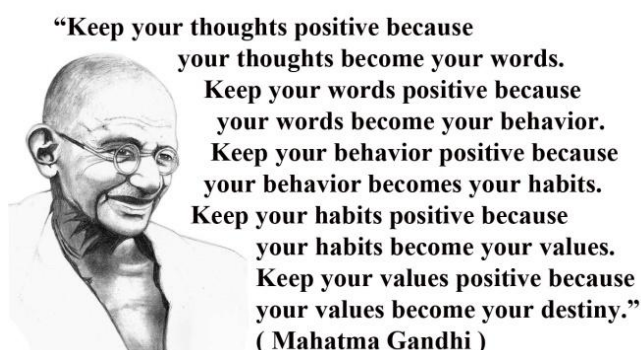 “Keep your thoughts positive because
your thoughts become your words.
Keep your words positive because
your words become your behavior.
Keep your behavior positive because
your behavior becomes your habits.
Keep your habits positive because
your habits become your values.
Keep your values positive because
your values become your destiny.”
( Mahatma Gandhi )